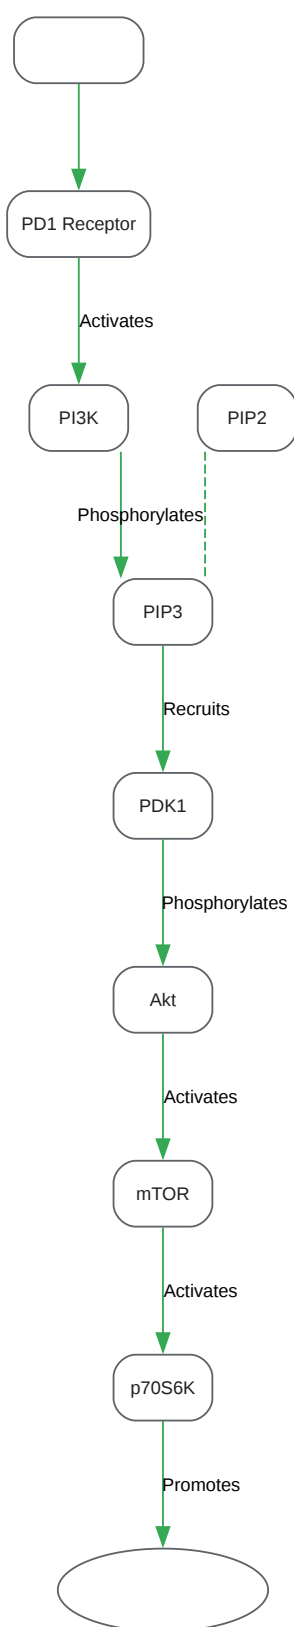 PD1 Receptor
Activates
PI3K
PIP2
Phosphorylates
PIP3
Recruits
PDK1
Phosphorylates
Akt
Activates
mTOR
Activates
p70S6K
Promotes